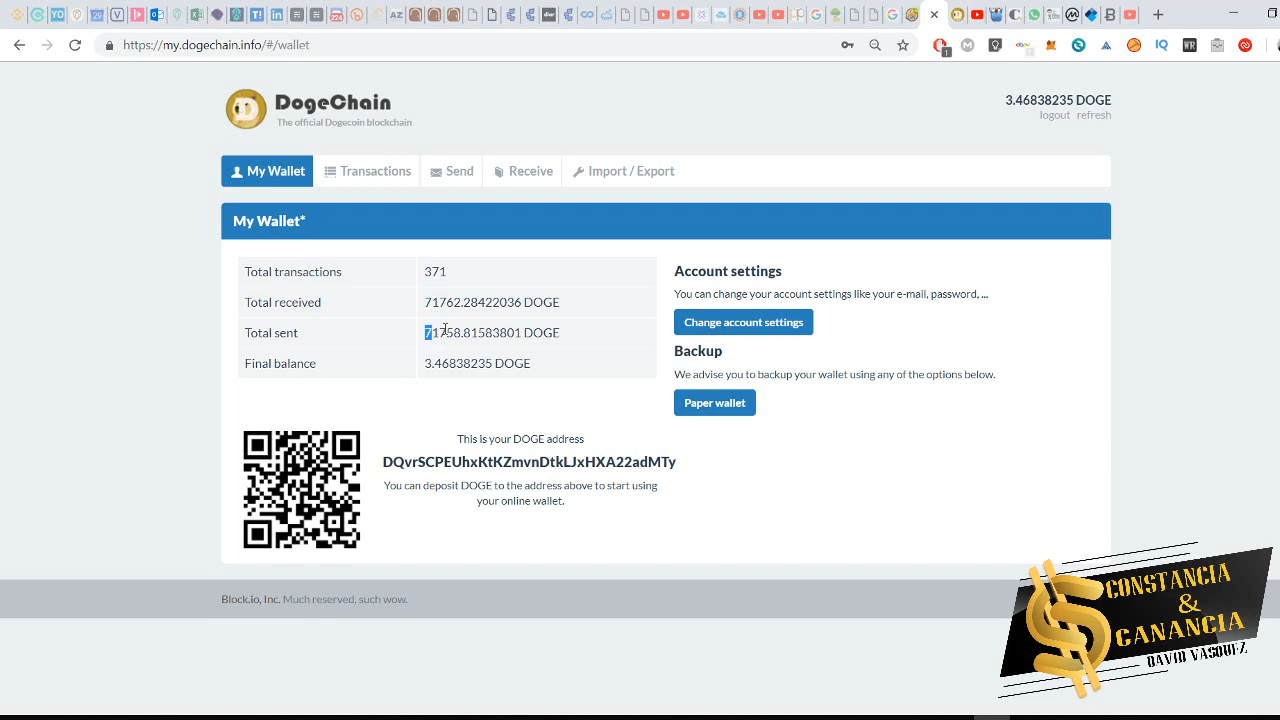 https://my.dogechain.info/#/wallet
DogeChain
The official Dogecoin blockchain
3.46838235 DOGE
logout refresh
My Wallet Transactions Send Receive Import / Export
My Wallet*
Total transactions 371
Total received 71762.28422036 DOGE
Total sent 71758.81583801 DOGE
Final balance 3.46838235 DOGE
Account settings
You can change your account settings like your e-mail, password, ...
Change account settings
Backup
We advise you to backup your wallet using any of the options below.
Paper wallet
This is your DOGE address
DQvrSCPEUhxKtKZmvnDtkLJxHXA22adMTy
You can deposit DOGE to the address above to start using
your online wallet.
Block.io, Inc. Much reserved, such wow.
CONSTANCIA
&
GANANCIA
DAVID VASQUEZ